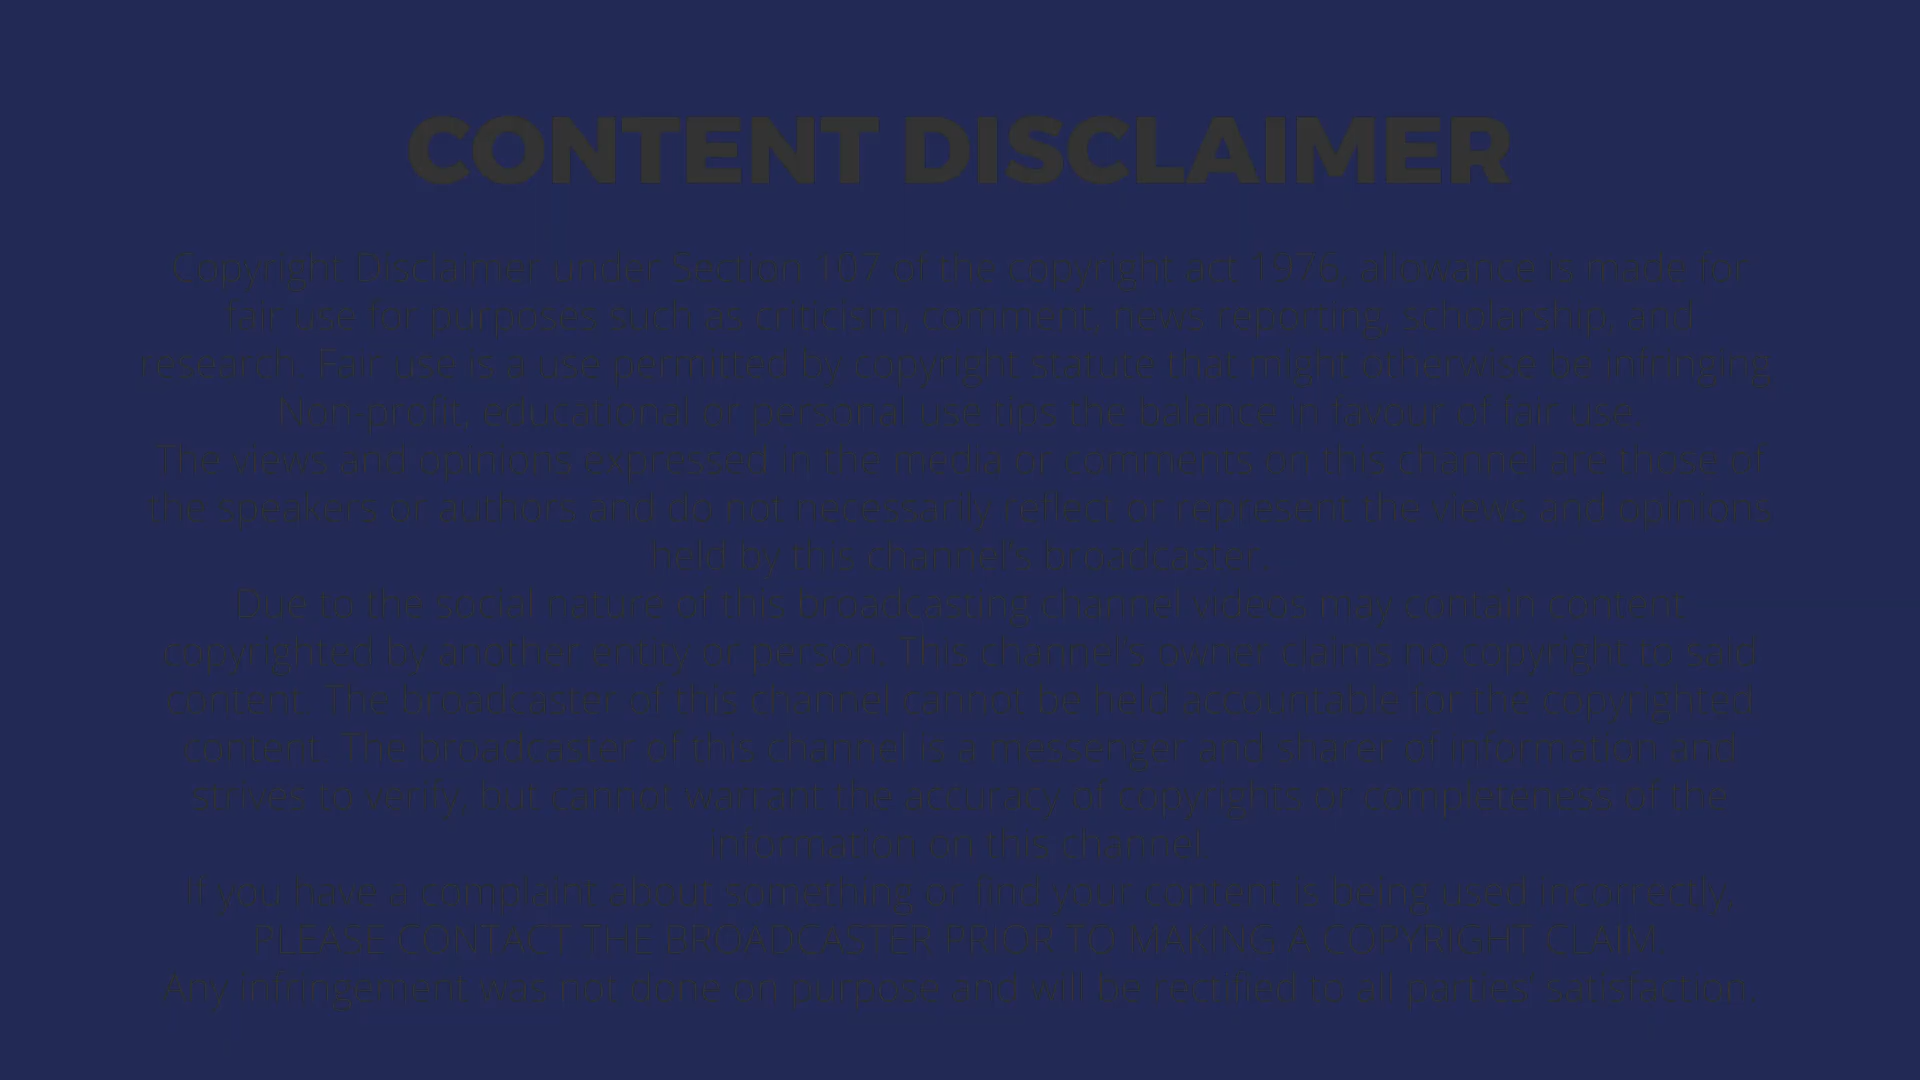 CONTENT DISCLAIMER
Copyright Disclaimer under Section 107 of the copyright act 1976, allowance is made for
fair use for purposes such as criticism, comment, news reporting, scholarship, and
research. Fair use is a use permitted by copyright statute that might otherwise be infringing
Non-profit, educational or personal use tips the balance in favour of fair use.
The views and opinions expressed in the media or comments on this channel are those of
the speakers or authors and do not necessarily reflect or represent the views and opinions
held by this channel's broadcaster.
Due to the social nature of this broadcasting channel videos may contain content
copyrighted by another entity or person. This channel's owner claims no copyright to said
content. The broadcaster of this channel cannot be held accountable for the copyrighted
content. The broadcaster of this channel is a messenger and sharer of information and
strives to verify, but cannot warrant the accuracy of copyrights or completeness of the
information on this channel.
If you have a complaint about something or find your content is being used incorrectly,
PLEASE CONTACT THE BROADCASTER PRIOR TO MAKING A COPYRIGHT CLAIM.
Any infringement was not done on purpose and will be rectified to all parties' satisfaction.